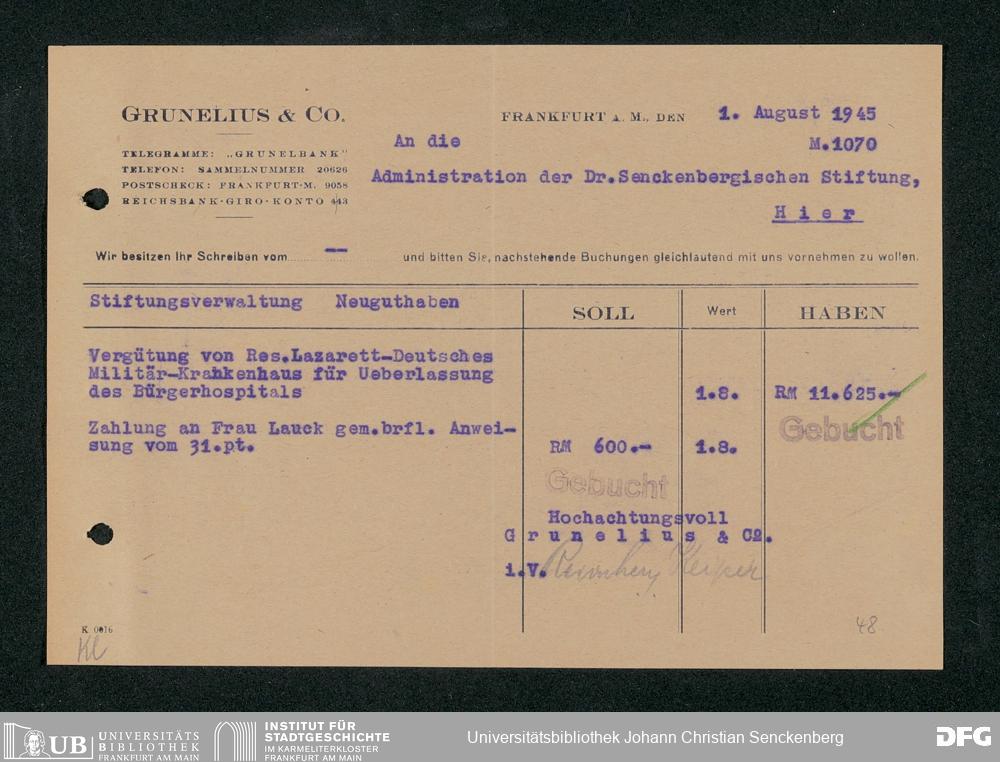 GRUNELIUS & CO.
FRANKFURT A. M., DEN 1. August 1945
TELEGRAMME: „GRUNELBANK"
TELEFON: SAMMELNUMMER 20626
POSTSCHECK: FRANKFURT-M. 9058
REICHSBANK-GIRO-KONTO 443
An die
M.1070
Administration der Dr.Senckenbergischen Stiftung,
Hier
Wir besitzen Ihr Schreiben vom -- und bitten Sie, nachstehende Buchungen gleichlautend mit uns vornehmen zu wollen.
Stiftungsverwaltung Neuguthaben
SOLL
Wert
HABEN
Vergütung von Res.Lazarett-Deutsches
Militär-Krankenhaus für Ueberlassung
des Bürgerhospitals 1.8. RM 11.625.-
Gebucht
Zahlung an Frau Lauck gem.brfl. Anwei-
sung vom 31.pt. RM 600.- 1.8.
Gebucht
Hochachtungsvoll
Grunelius & Co.
i.V.
K 0016
Kl
48
UB UNIVERSITÄTS
BIBLIOTHEK
FRANKFURT AM MAIN
INSTITUT FÜR
STADTGESCHICHTE
IM KARMELITERKLOSTER
FRANKFURT AM MAIN
Universitätsbibliothek Johann Christian Senckenberg
DFG